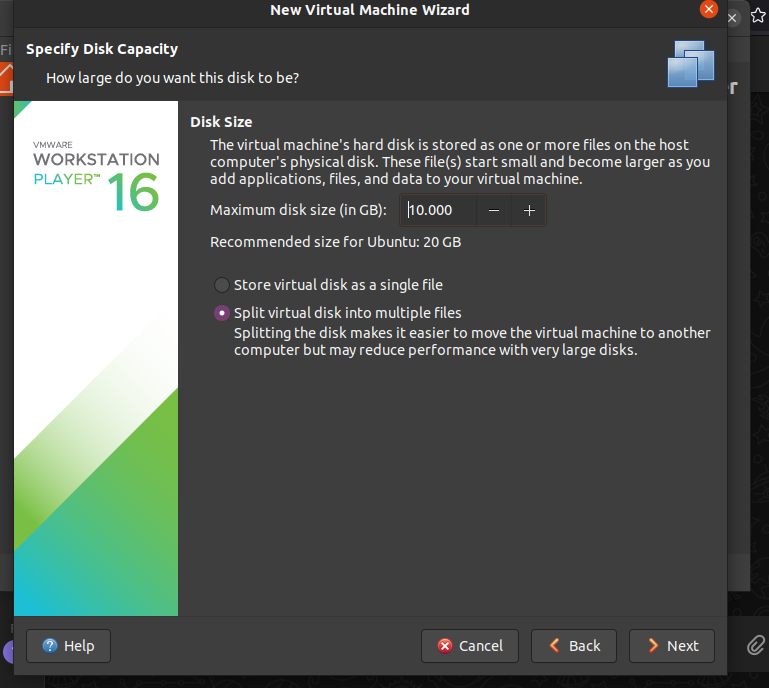 New Virtual Machine Wizard
Fi
Specify Disk Capacity
How large do you want this disk to be?
VMWARE
WORKSTATION
PLAYER™ 16
Disk Size
The virtual machine's hard disk is stored as one or more files on the host
computer's physical disk. These file(s) start small and become larger as you
add applications, files, and data to your virtual machine.
Maximum disk size (in GB): 10.000 − +
Recommended size for Ubuntu: 20 GB
Store virtual disk as a single file
Split virtual disk into multiple files
Splitting the disk makes it easier to move the virtual machine to another
computer but may reduce performance with very large disks.
Help
Cancel
Back
Next